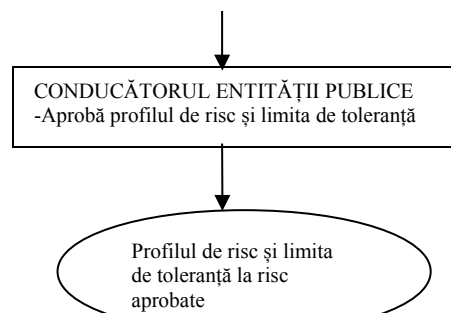 CONDUCĂTORUL ENTITĂȚII PUBLICE
-Aprobă profilul de risc și limita de toleranță
Profilul de risc și limita
de toleranță la risc
aprobate